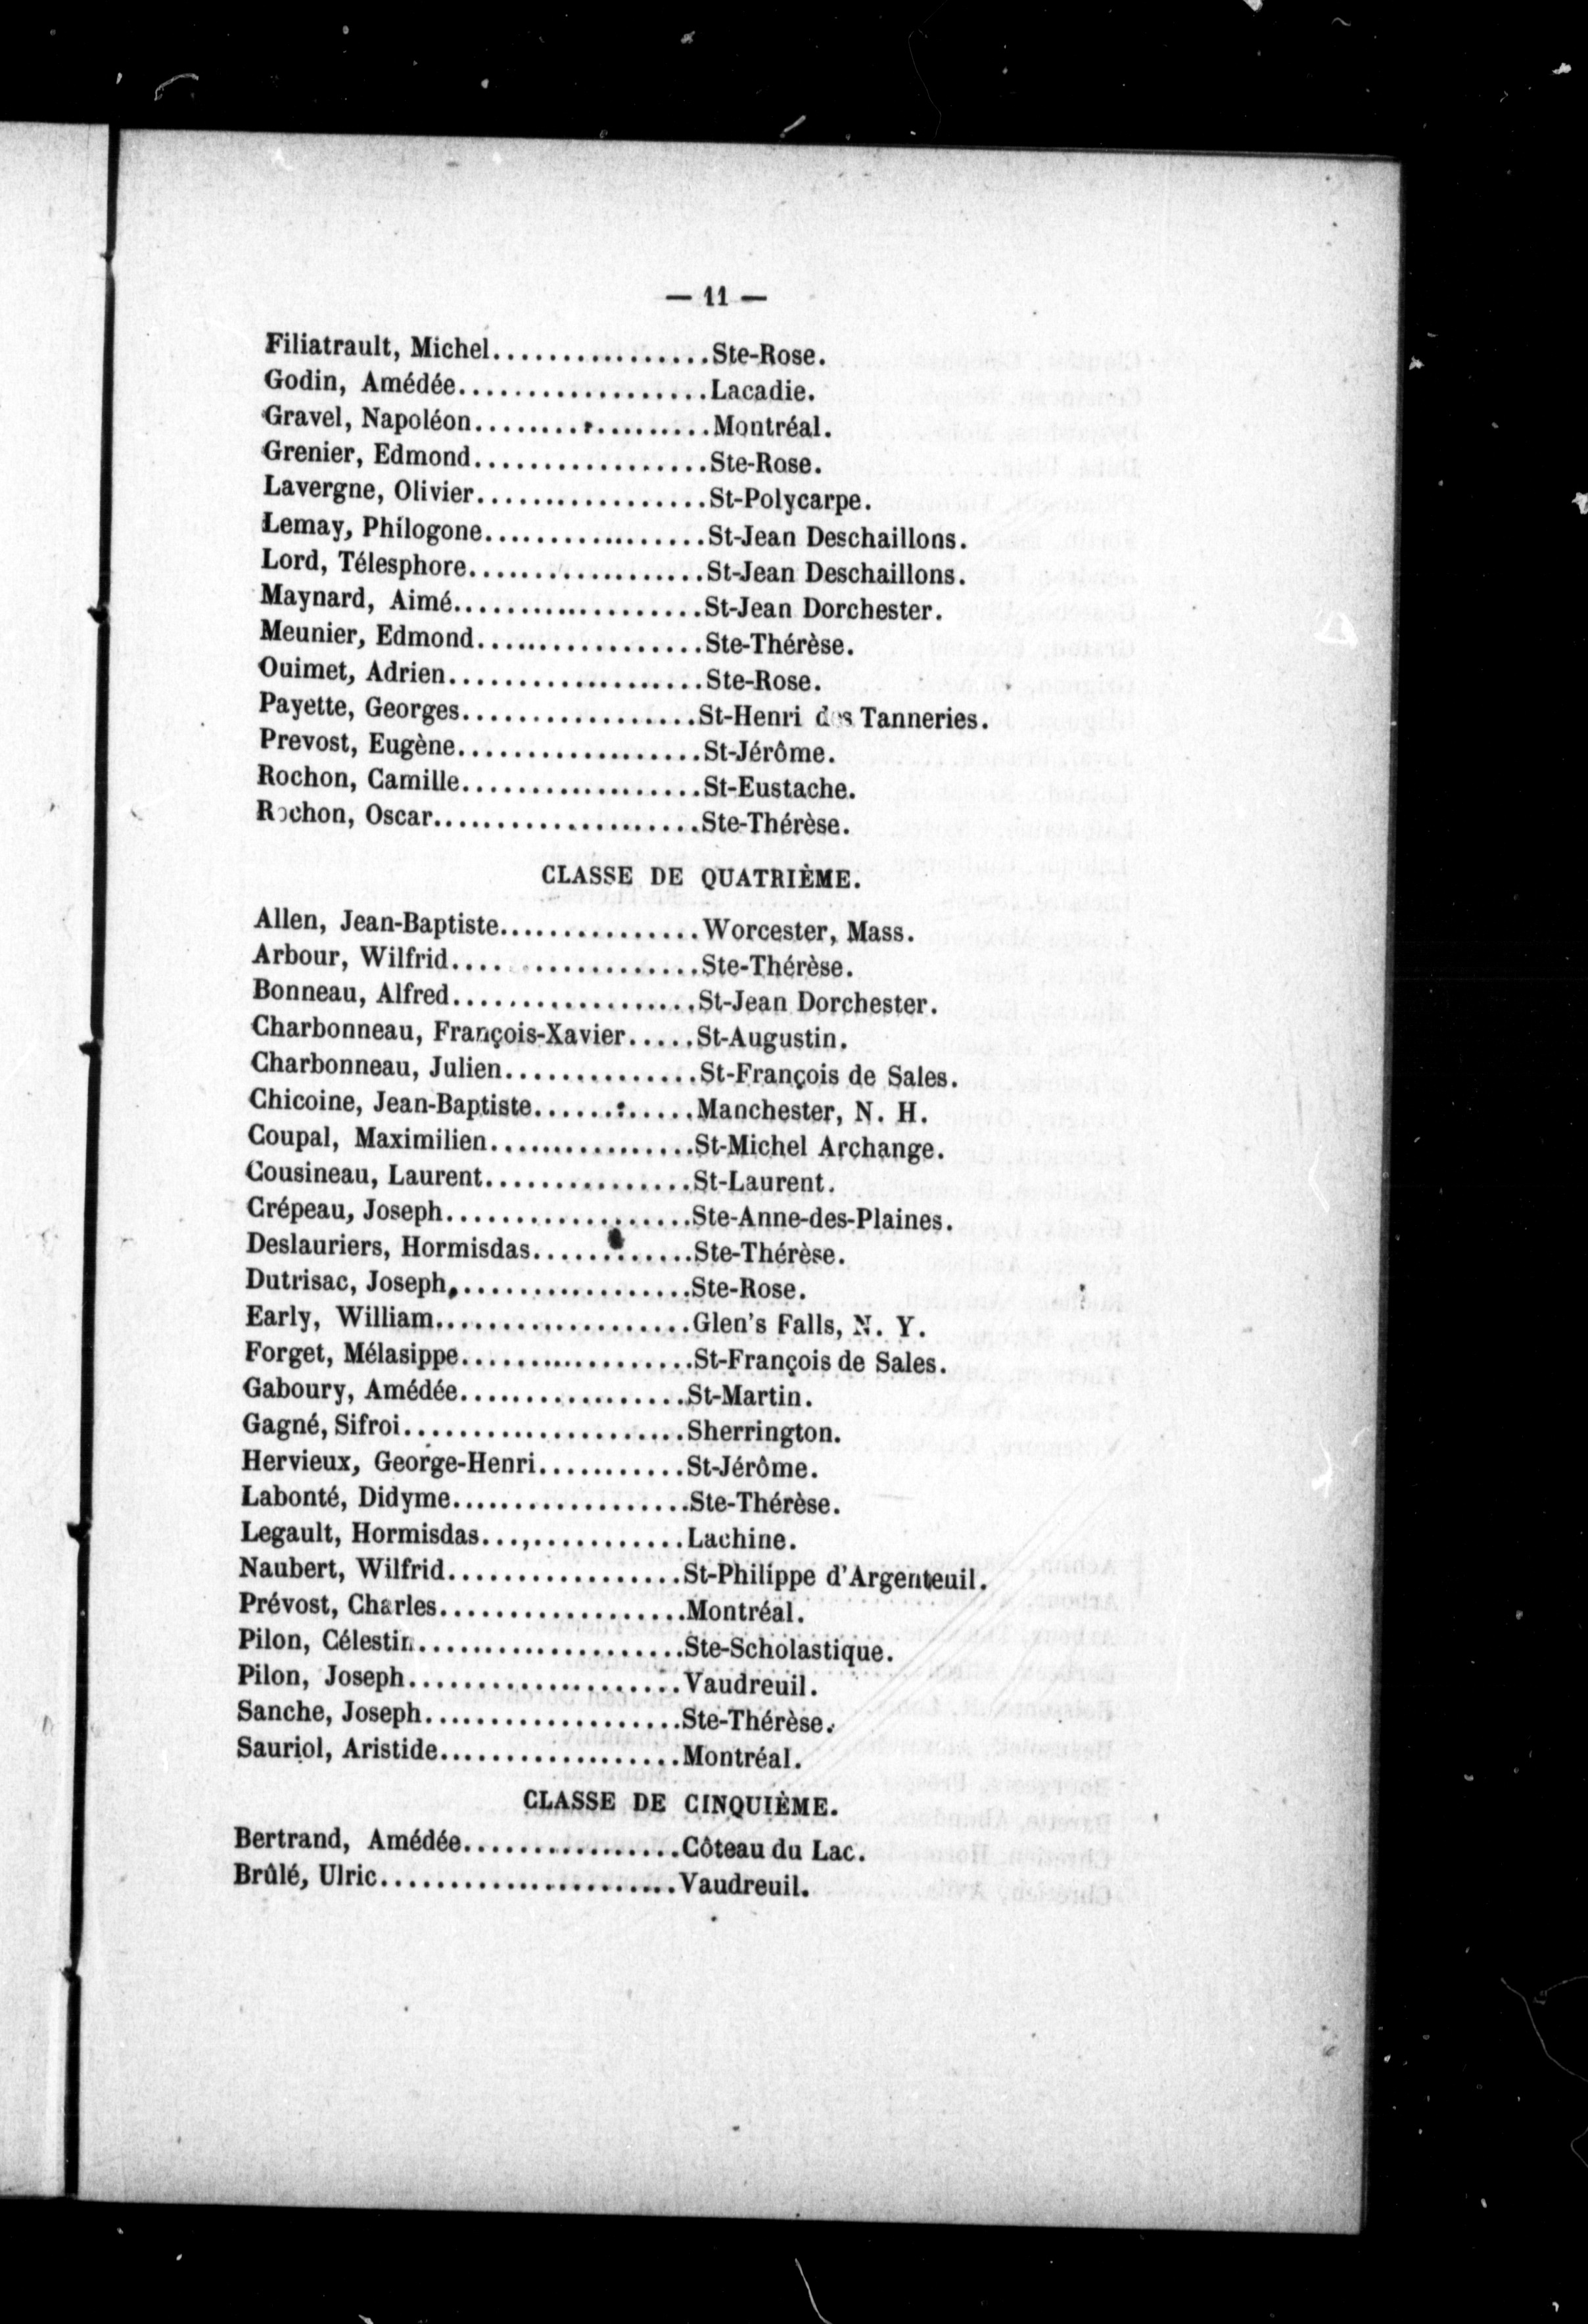 — 11 —
Filiatrault, Michel................Ste-Rose.
Godin, Amédée..................Lacadie.
Gravel, Napoléon.................Montréal.
Grenier, Edmond.................Ste-Rose.
Lavergne, Olivier.................St-Polycarpe.
Lemay, Philogone................St-Jean Deschaillons.
Lord, Télesphore.................St-Jean Deschaillons.
Maynard, Aimé..................St-Jean Dorchester.
Meunier, Edmond................Ste-Thérèse.
Ouimet, Adrien...................Ste-Rose.
Payette, Georges.................St-Henri des Tanneries.
Prevost, Eugène..................St-Jérôme.
Rochon, Camille.................St-Eustache.
Rochon, Oscar...................Ste-Thérèse.
CLASSE DE QUATRIÈME.
Allen, Jean-Baptiste..............Worcester, Mass.
Arbour, Wilfrid.... .............Ste-Thérèse.
Bonneau, Alfred..................St-Jean Dorchester.
Charbonneau, François-Xavier.....St-Augustin.
Charbonneau, Julien..............St-François de Sales.
Chicoine, Jean-Baptiste............Manchester, N. H.
Coupal, Maximilien...............St-Michel Archange.
Cousineau, Laurent...............St-Laurent.
Crépeau, Joseph..................Ste-Anne-des-Plaines.
Deslauriers, Hormisdas............Ste-Thérèse.
Dutrisac, Joseph..................Ste-Rose.
Early, William...................Glen's Falls, N. Y.
Forget, Mélasippe.................St-François de Sales.
Gaboury, Amédée.................St-Martin.
Gagné, Sifroi.....................Sherrington.
Hervieux, George-Henri...........St-Jérôme.
Labonté, Didyme.................Ste-Thérèse.
Legault, Hormisdas...,...........Lachine.
Naubert, Wilfrid.................St-Philippe d'Argenteuil.
Prévost, Charles..................Montréal.
Pilon, Célestin....................Ste-Scholastique.
Pilon, Joseph....................Vaudreuil.
Sanche, Joseph...................Ste-Thérèse.
Sauriol, Aristide..................Montréal.
CLASSE DE CINQUIÈME.
Bertrand, Amédée................Côteau du Lac.
Brûlé, Ulric......................Vaudreuil.